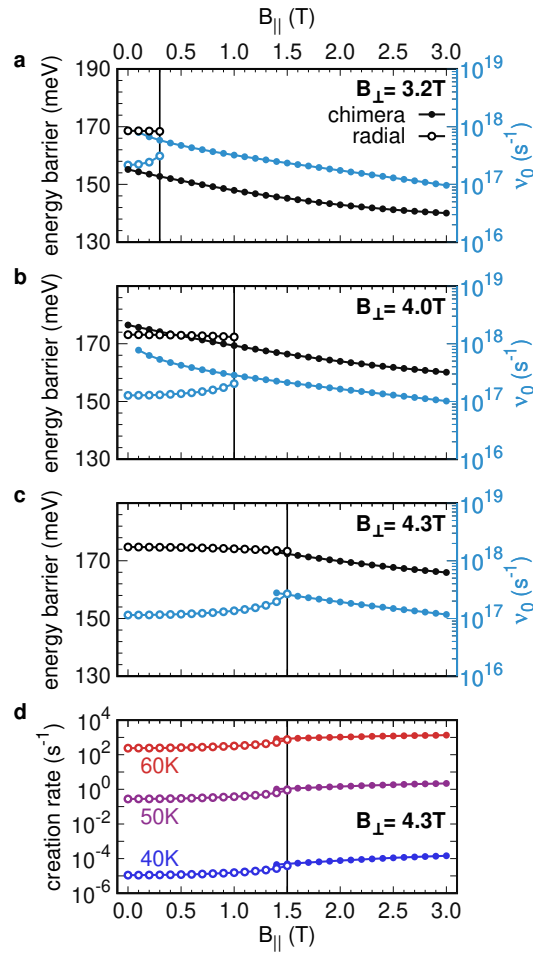 B|| (T)
0.0 0.5 1.0 1.5 2.0 2.5 3.0
a
190
170
150
130
energy barrier (meV)
B⊥= 3.2T
chimera
radial
10^19
10^18
10^17
10^16
ν0 (s-1)
b
170
150
130
energy barrier (meV)
B⊥= 4.0T
10^19
10^18
10^17
10^16
ν0 (s-1)
c
170
150
130
energy barrier (meV)
B⊥= 4.3T
10^19
10^18
10^17
10^16
ν0 (s-1)
d
10^4
10^2
10^0
10^-2
10^-4
10^-6
creation rate (s-1)
60K
50K
B⊥= 4.3T
40K
0.0 0.5 1.0 1.5 2.0 2.5 3.0
B|| (T)